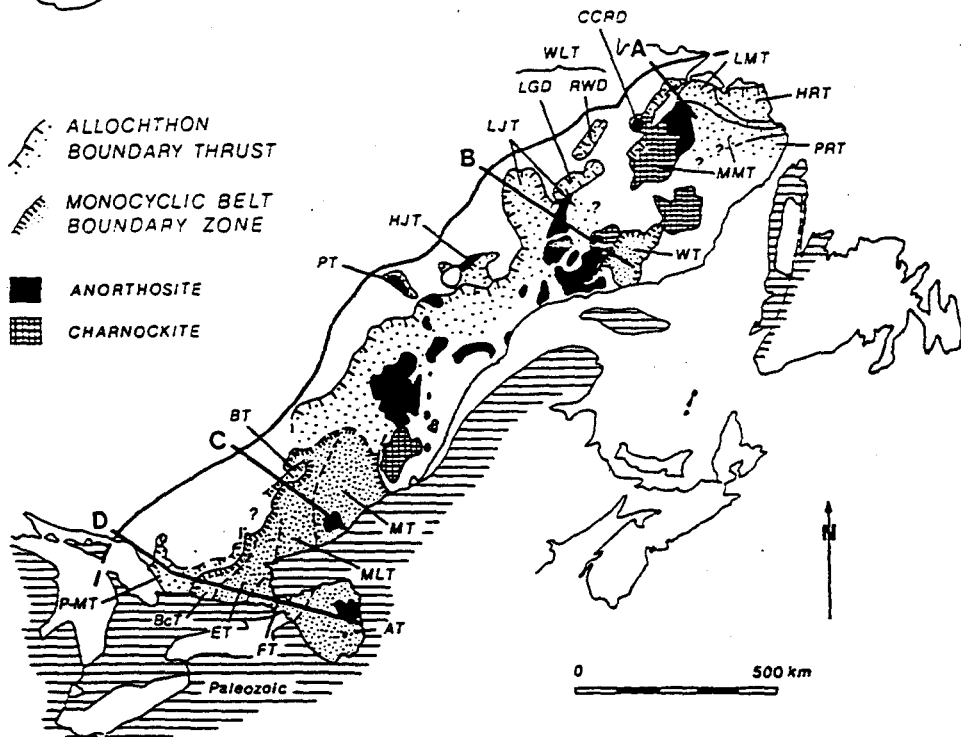 CCRD
A
WLT
LMT
LGD RWD
HRT
ALLOCHTHON
BOUNDARY THRUST
LJT
PRT
? ?
B
MMT
MONOCYCLIC BELT
BOUNDARY ZONE
?
HJT
WT
PT
ANORTHOSITE
CHARNOCKITE
BT
C
?
N
D
MT
MLT
P-MT
BcT
ET
AT
FT
0 500 km
Paleozoic